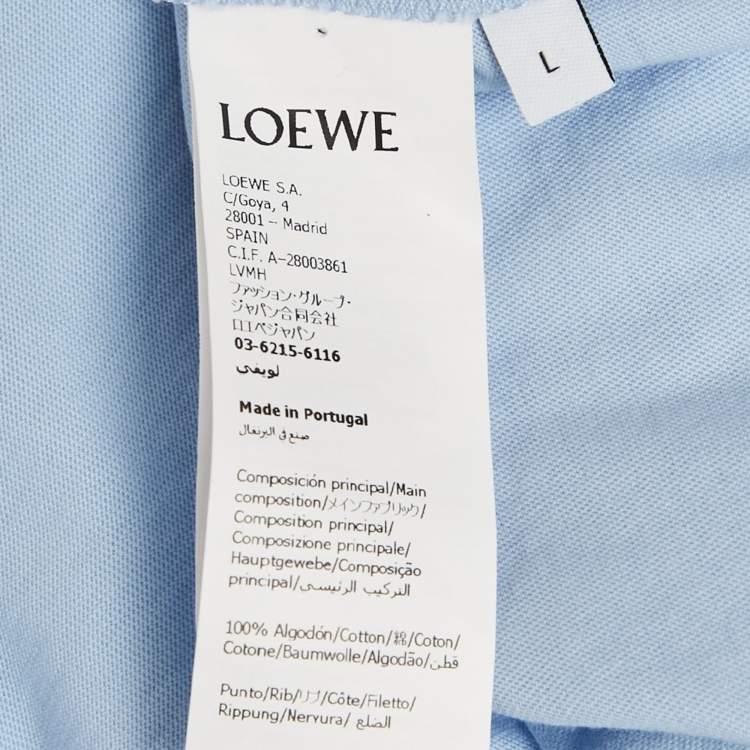 L
LOEWE
LOEWE S.A.
C/Goya, 4
28001 – Madrid
SPAIN
C.I.F. A-28003861
LVMH
ファッション・グループ・
ジャパン合同会社
ロエベジャパン
03-6215-6116
لويفي
Made in Portugal
صنع في البرتغال
Composición principal/Main
composition/メインファブリック/
Composition principal/
Composizione principale/
Hauptgewebe/Composição
principal/التركيب الرئيسي
100% Algodón/Cotton/綿/Coton/
Cotone/Baumwolle/Algodão/قطن
Punto/Rib/リブ/Côte/Filetto/
Rippung/Nervura/ الضلع